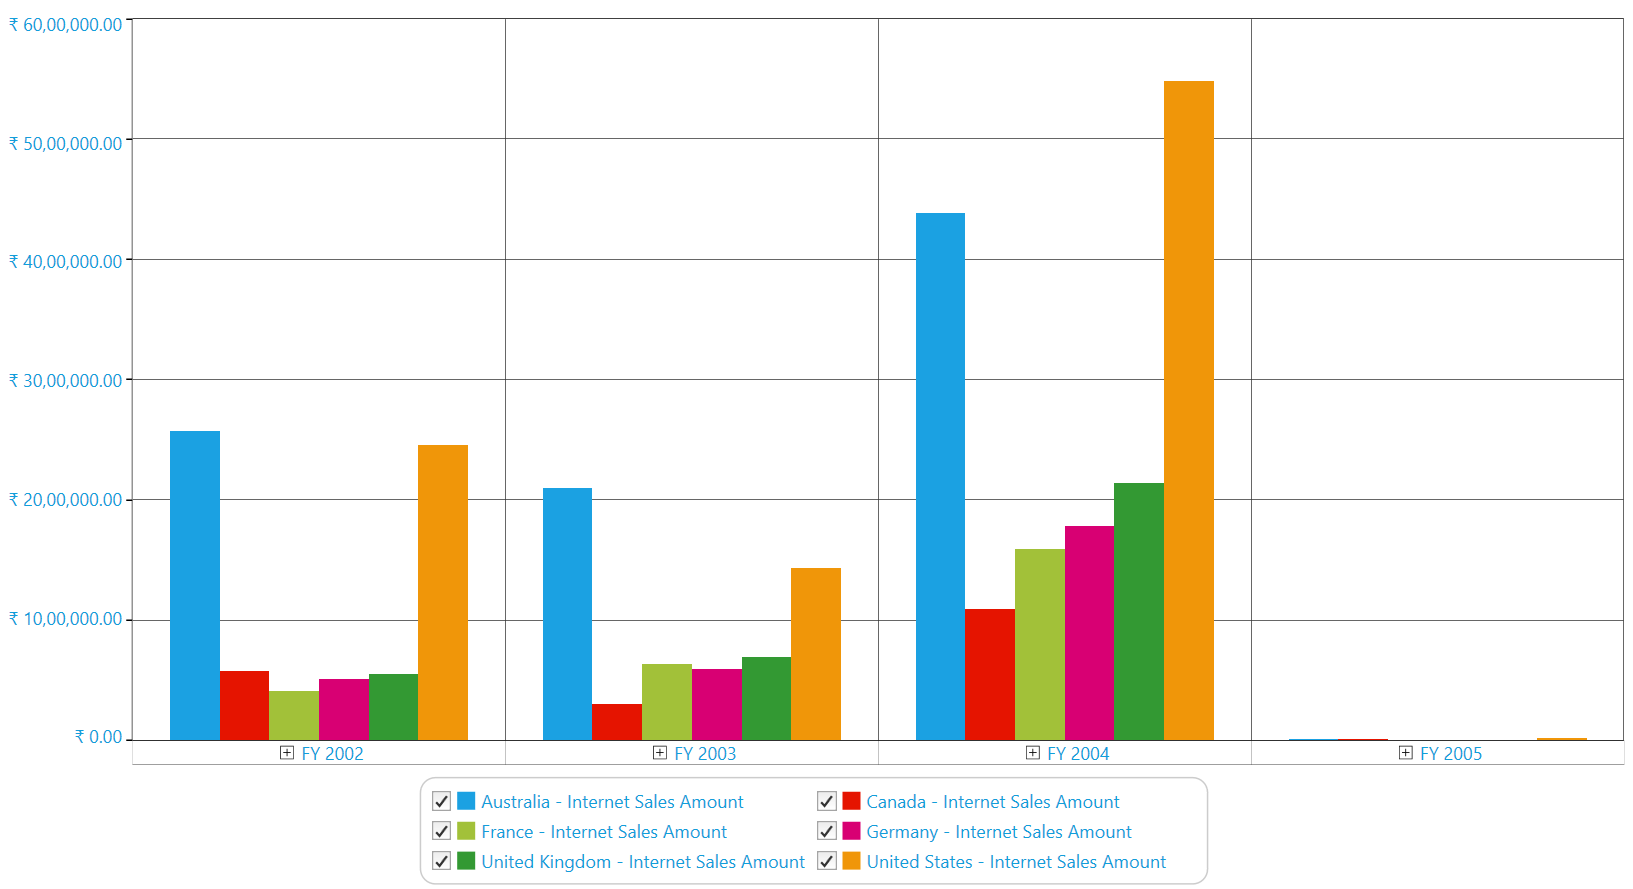 ₹ 60,00,000.00
₹ 50,00,000.00
₹ 40,00,000.00
₹ 30,00,000.00
₹ 20,00,000.00
₹ 10,00,000.00
₹ 0.00
FY 2002 FY 2003 FY 2004 FY 2005
Australia - Internet Sales Amount Canada - Internet Sales Amount
France - Internet Sales Amount Germany - Internet Sales Amount
United Kingdom - Internet Sales Amount United States - Internet Sales Amount